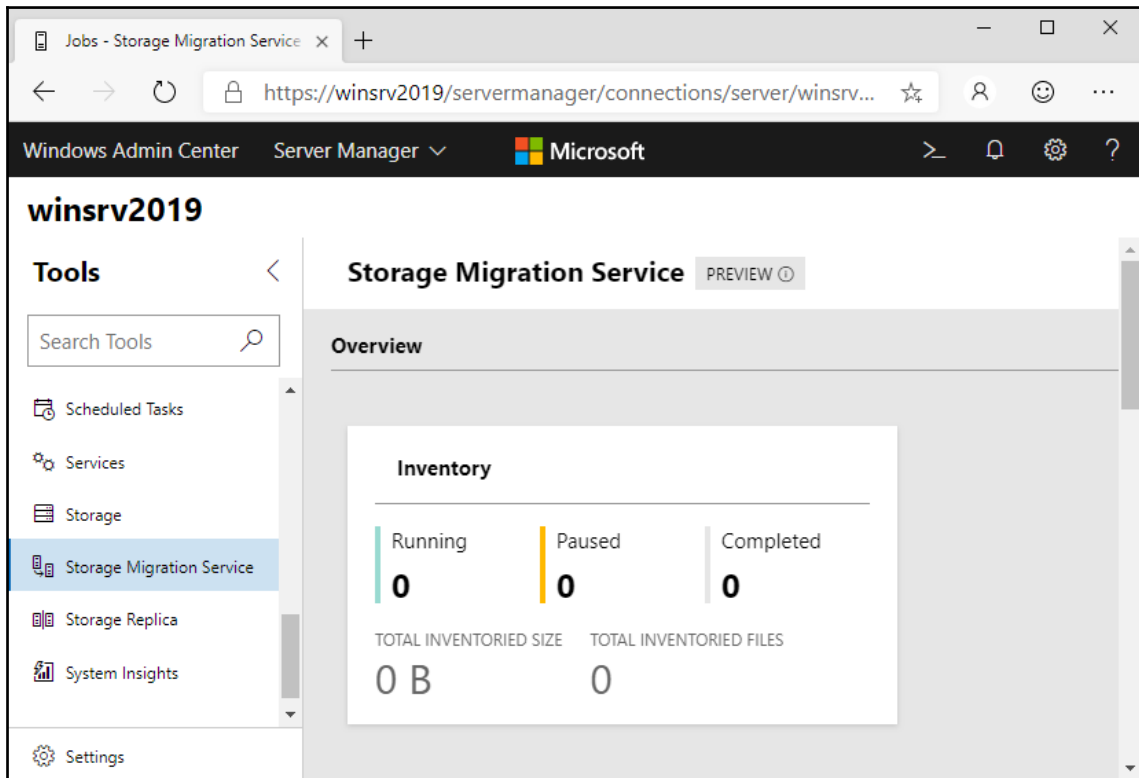 Jobs - Storage Migration Service
https://winsrv2019/servermanager/connections/server/winsrv...
Windows Admin Center Server Manager Microsoft >_ ?
winsrv2019
Tools
Storage Migration Service PREVIEW
Search Tools
Overview
Scheduled Tasks
Services
Storage
Storage Migration Service
Storage Replica
System Insights
Settings
Inventory
Running Paused Completed
0 0 0
TOTAL INVENTORIED SIZE TOTAL INVENTORIED FILES
0 B 0